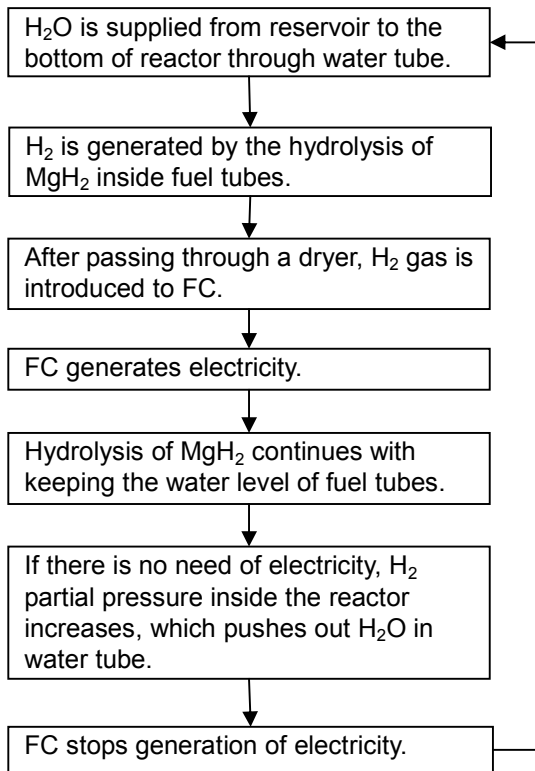 H₂O is supplied from reservoir to the
bottom of reactor through water tube.
H₂ is generated by the hydrolysis of
MgH₂ inside fuel tubes.
After passing through a dryer, H₂ gas is
introduced to FC.
FC generates electricity.
Hydrolysis of MgH₂ continues with
keeping the water level of fuel tubes.
If there is no need of electricity, H₂
partial pressure inside the reactor
increases, which pushes out H₂O in
water tube.
FC stops generation of electricity.